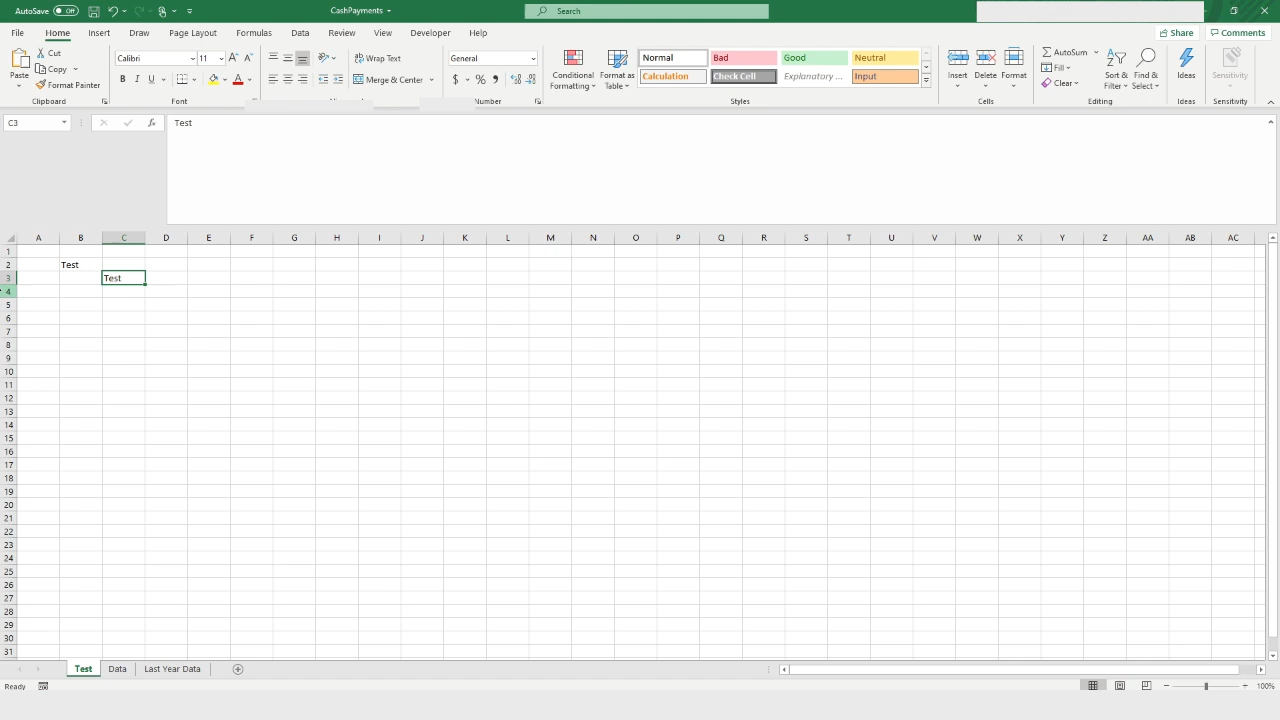 AutoSave Off CashPayments Search
File Home Insert Draw Page Layout Formulas Data Review View Developer Help Share Comments
Cut Calibri 11 A A Wrap Text General Normal Bad Good Neutral AutoSum
Copy Fill
Paste Format Painter B I U A Merge & Center $ % Conditional Formatting Format as Table Calculation Check Cell Explanatory ... Input Insert Delete Format Clear Sort & Filter Find & Select Ideas Sensitivity
Clipboard Font Number Styles Cells Editing Ideas Sensitivity
C3 fx Test
A B C D E F G H I J K L M N O P Q R S T U V W X Y Z AA AB AC
1
2 Test
3 Test
4
5
6
7
8
9
10
11
12
13
14
15
16
17
18
19
20
21
22
23
24
25
26
27
28
29
30
31
Test Data Last Year Data
Ready 100%